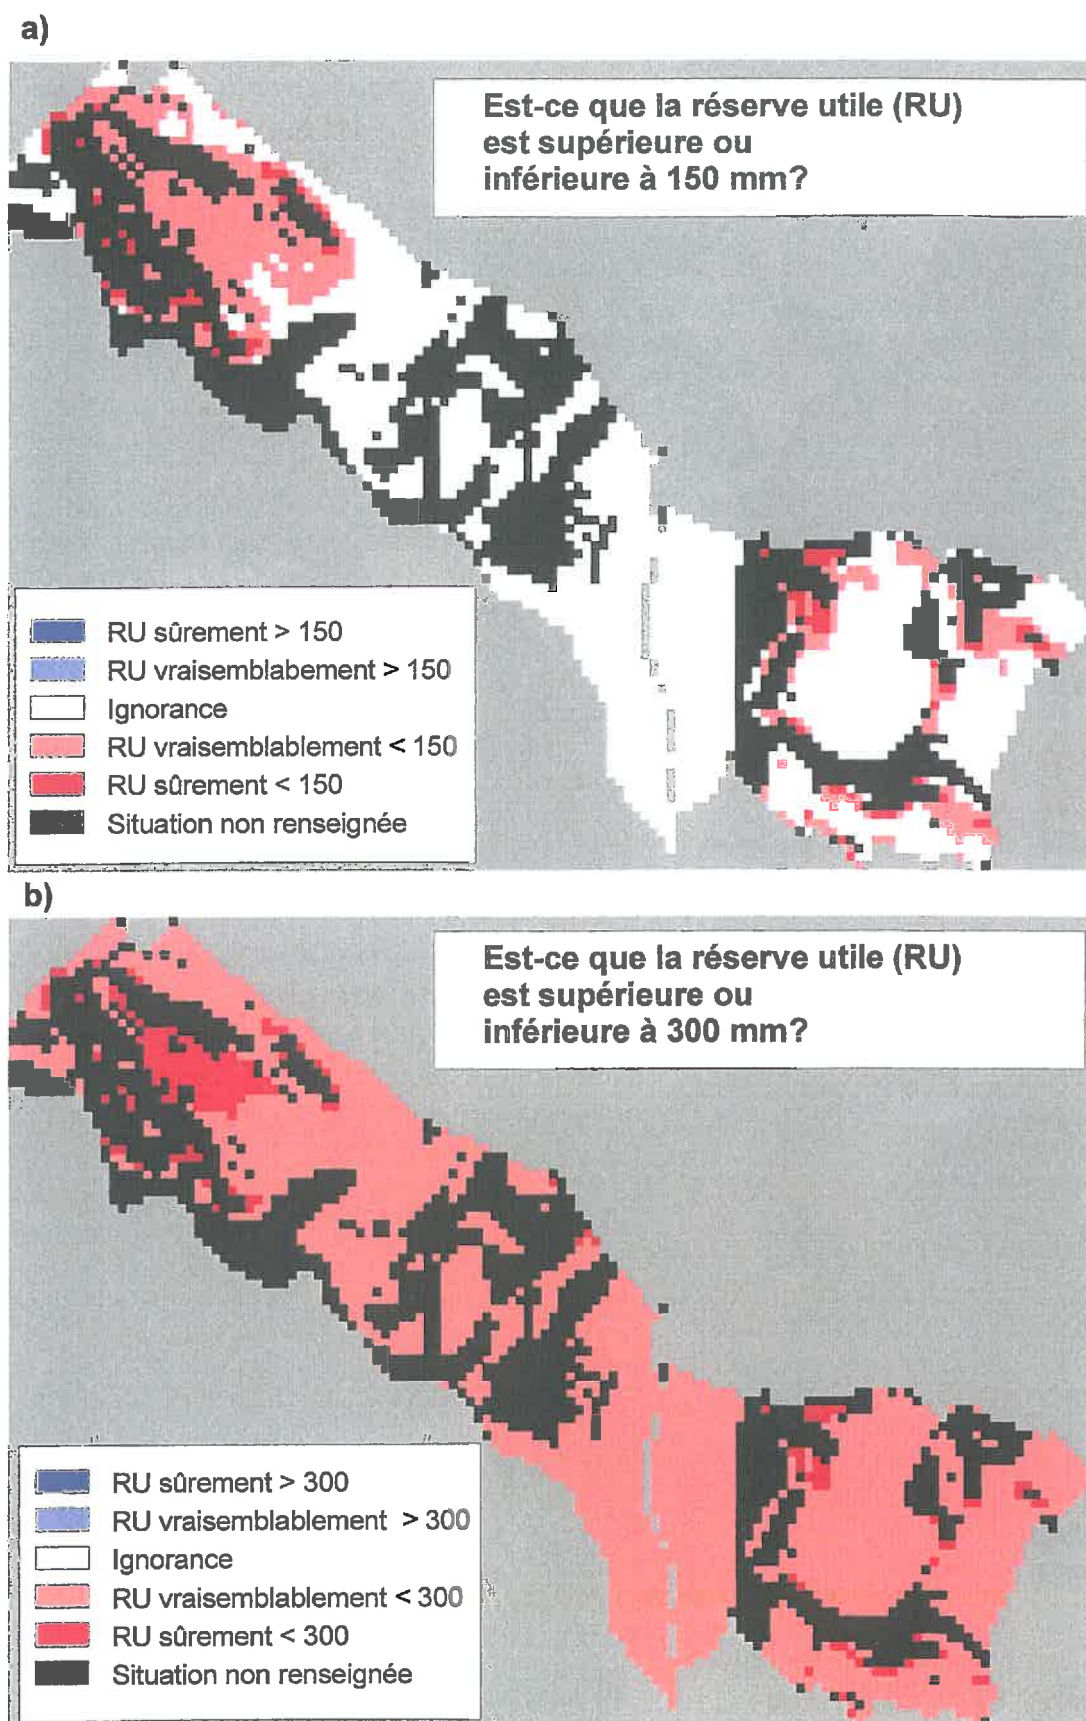 a)
Est-ce que la réserve utile (RU)
est supérieure ou
inférieure à 150 mm?
RU sûrement > 150
RU vraisemblabement > 150
Ignorance
RU vraisemblablement < 150
RU sûrement < 150
Situation non renseignée
b)
Est-ce que la réserve utile (RU)
est supérieure ou
inférieure à 300 mm?
RU sûrement > 300
RU vraisemblablement > 300
Ignorance
RU vraisemblablement < 300
RU sûrement < 300
Situation non renseignée